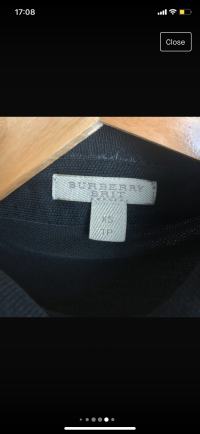 17:08
Close
BURBERRY
BRIT
XS
TP